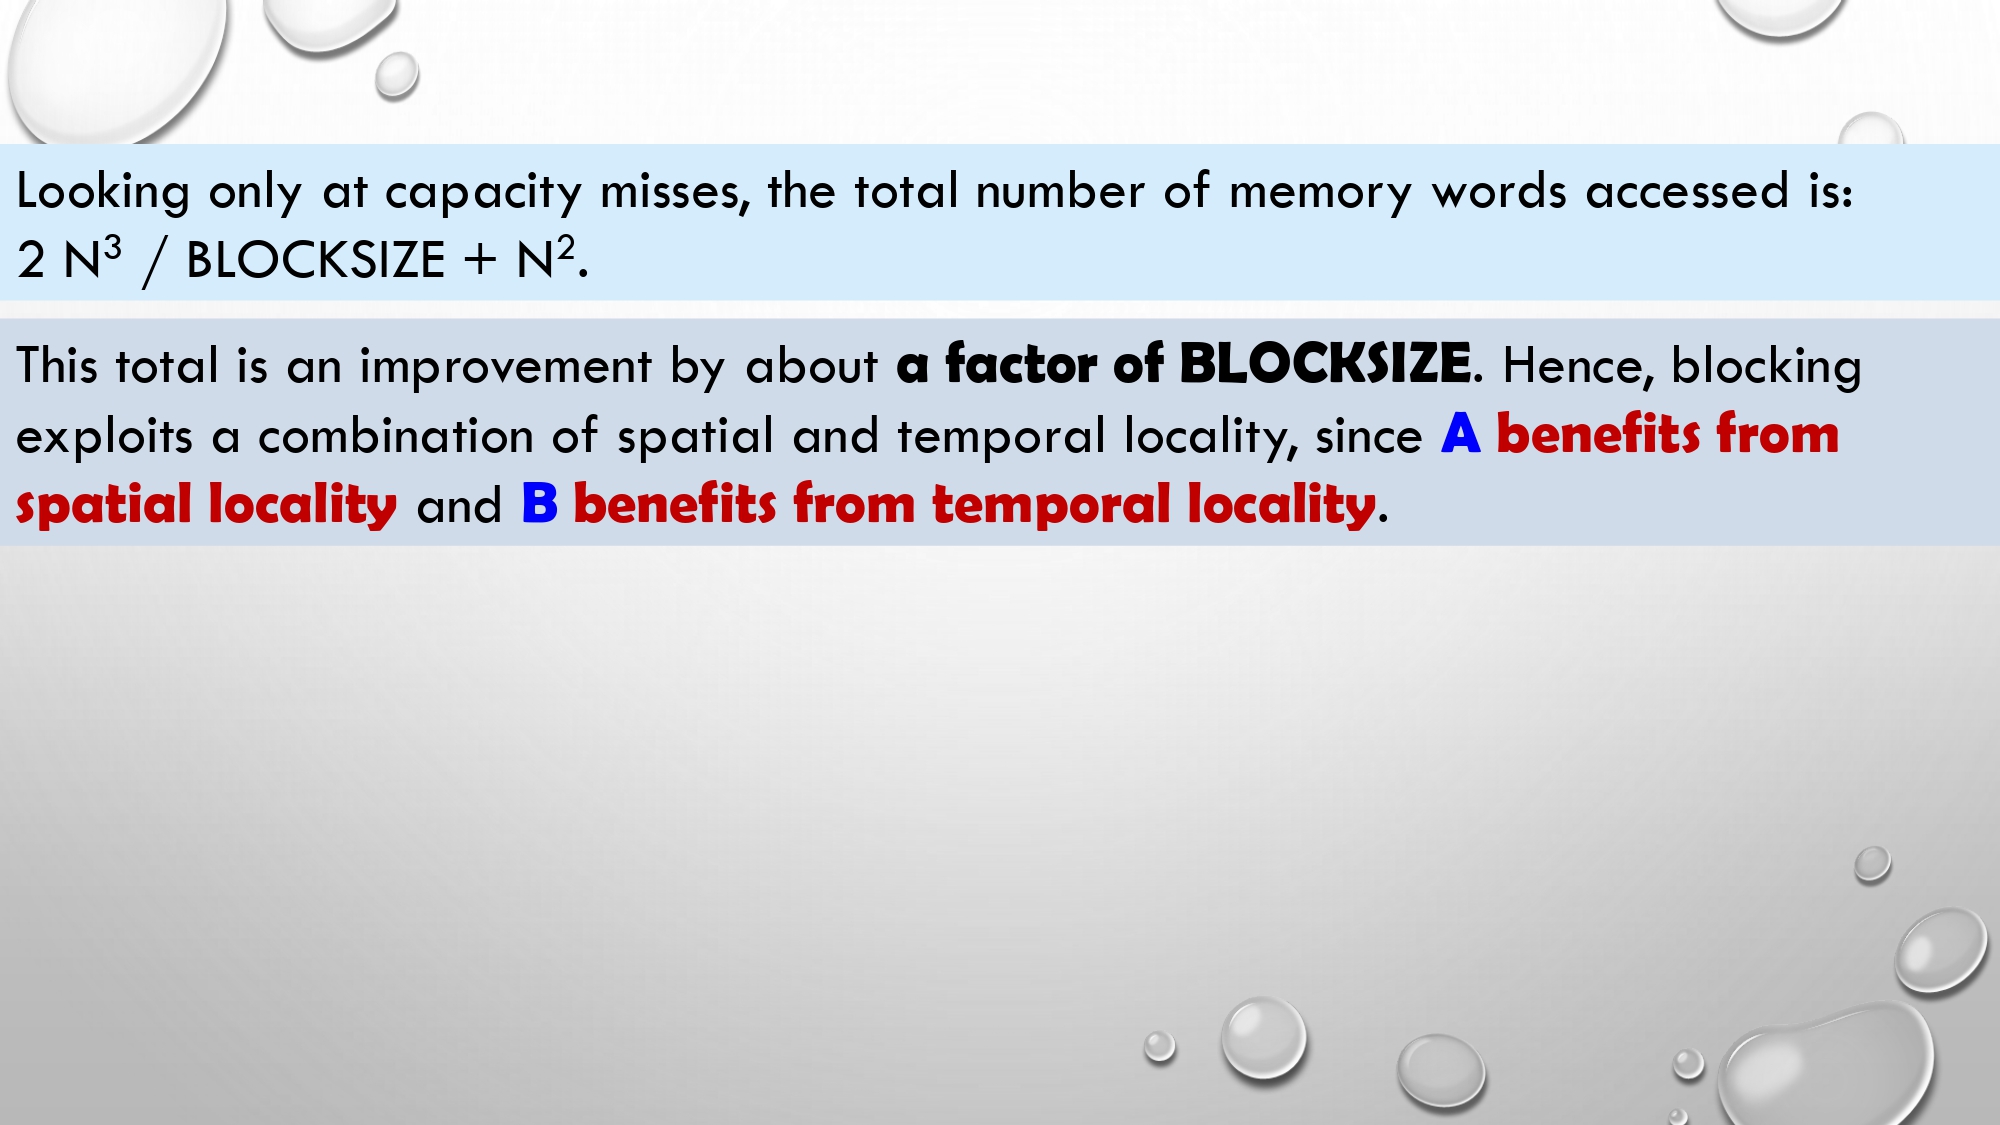 Looking only at capacity misses, the total number of memory words accessed is:
2 N³ / BLOCKSIZE + N².
This total is an improvement by about a factor of BLOCKSIZE. Hence, blocking
exploits a combination of spatial and temporal locality, since A benefits from
spatial locality and B benefits from temporal locality.